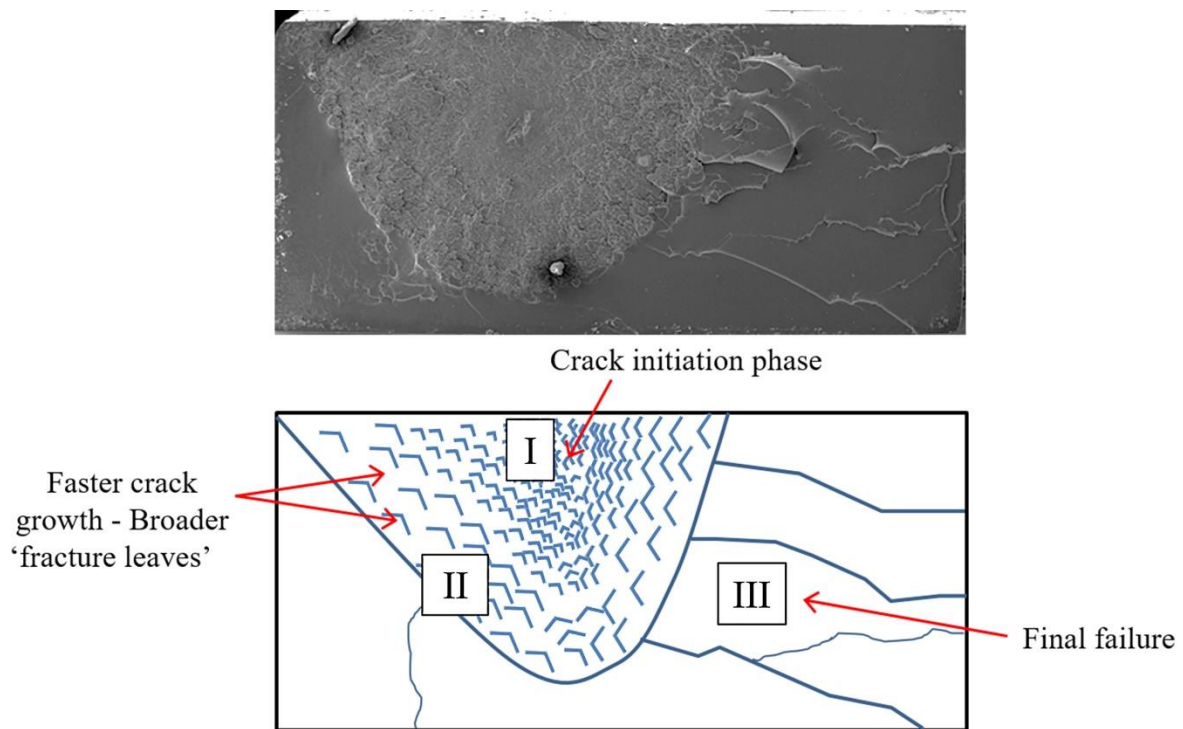 Crack initiation phase
I
Faster crack
growth - Broader
‘fracture leaves’
II
III
Final failure